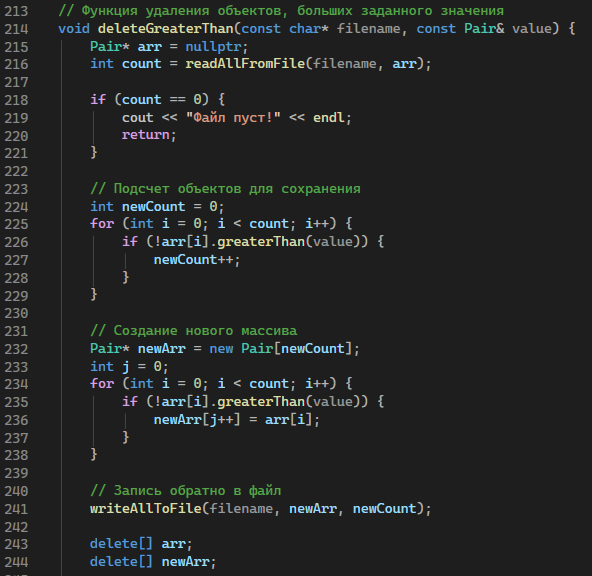 213 // Функция удаления объектов, больших заданного значения
214 void deleteGreaterThan(const char* filename, const Pair& value) {
215     Pair* arr = nullptr;
216     int count = readAllFromFile(filename, arr);
217
218     if (count == 0) {
219         cout << "Файл пуст!" << endl;
220         return;
221     }
222
223     // Подсчет объектов для сохранения
224     int newCount = 0;
225     for (int i = 0; i < count; i++) {
226         if (!arr[i].greaterThan(value)) {
227             newCount++;
228         }
229     }
230
231     // Создание нового массива
232     Pair* newArr = new Pair[newCount];
233     int j = 0;
234     for (int i = 0; i < count; i++) {
235         if (!arr[i].greaterThan(value)) {
236             newArr[j++] = arr[i];
237         }
238     }
239
240     // Запись обратно в файл
241     writeAllToFile(filename, newArr, newCount);
242
243     delete[] arr;
244     delete[] newArr;